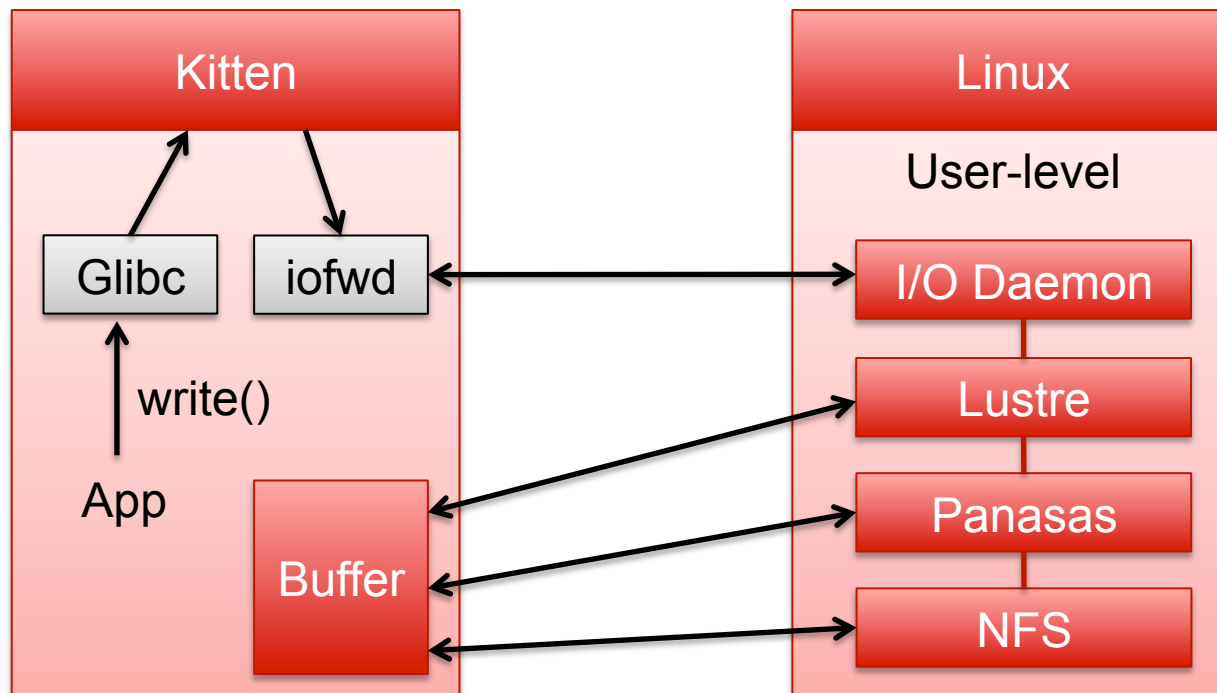 Kitten
Glibc
iofwd
write()
App
Buffer
Linux
User-level
I/O Daemon
Lustre
Panasas
NFS